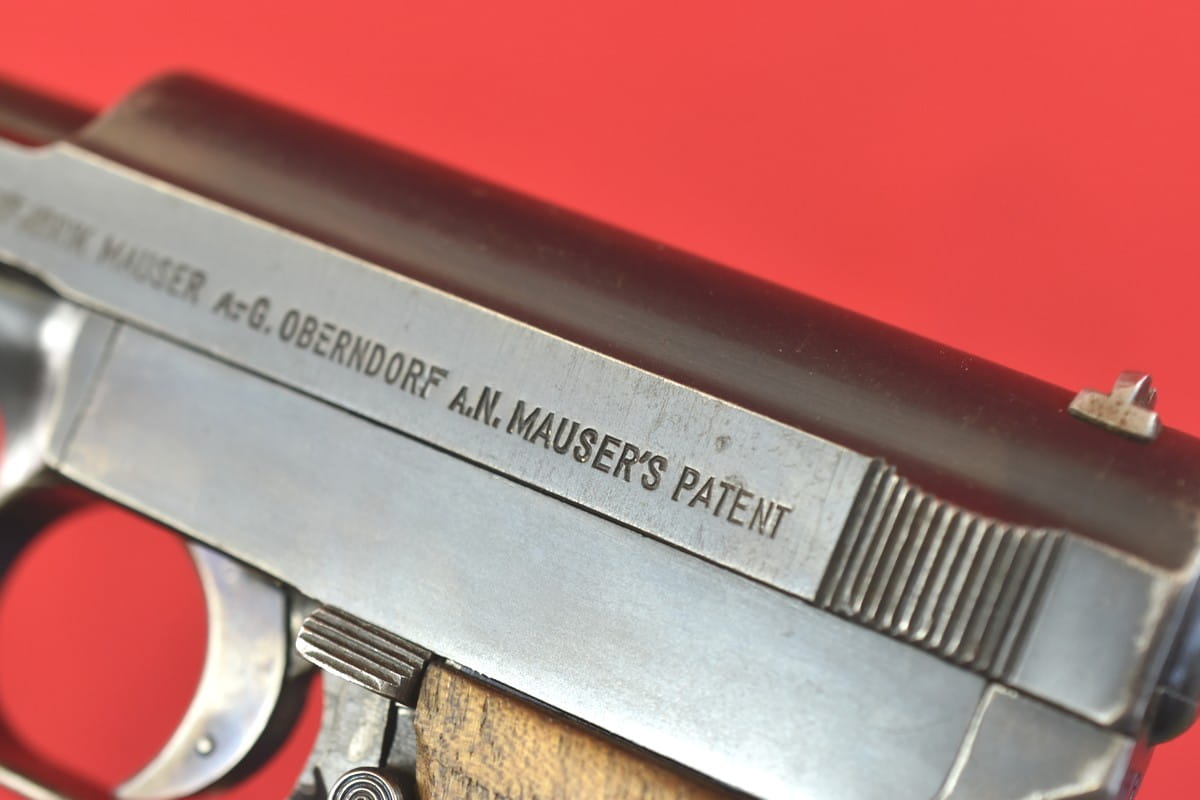 MAUSER A=G. OBERNDORF A.N. MAUSER'S PATENT